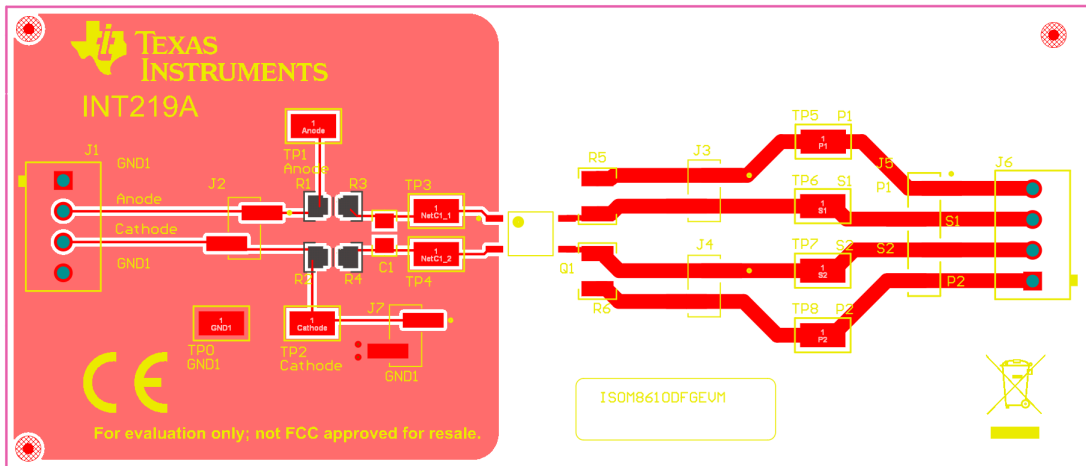 TEXAS
INSTRUMENTS
INT219A
J1
GND1
Anode
Cathode
GND1
J2
1
Anode
TP1
Anode
R1
R3
R2
R4
C1
TP3
1
NetC1_1
1
NetC1_2
TP4
TP0
1
GND1
GND1
1
Cathode
TP2
Cathode
J7
GND1
CE
For evaluation only; not FCC approved for resale.
Q1
R5
R6
J3
J4
TP5
P1
1
P1
TP6
S1
1
S1
TP7
S2
1
S2
TP8
P2
1
P2
J5
P1
S1
S2
P2
J6
ISOM8610DFGEVM